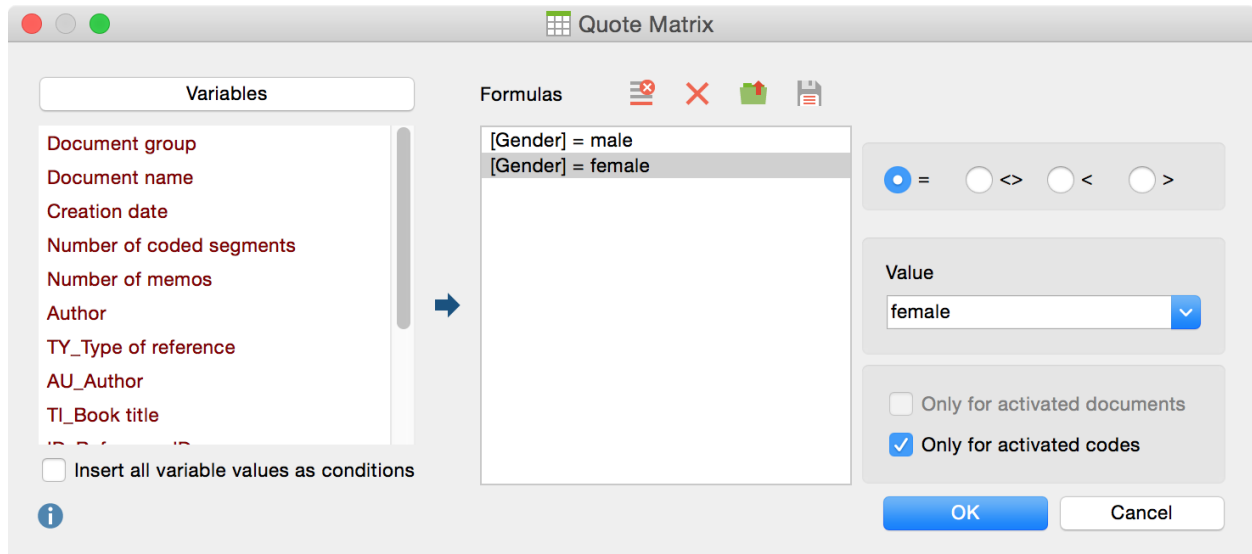 Quote Matrix
Variables
Document group
Document name
Creation date
Number of coded segments
Number of memos
Author
TY_Type of reference
AU_Author
TI_Book title
Insert all variable values as conditions
Formulas
[Gender] = male
[Gender] = female
= <> < >
Value
female
Only for activated documents
Only for activated codes
OK Cancel